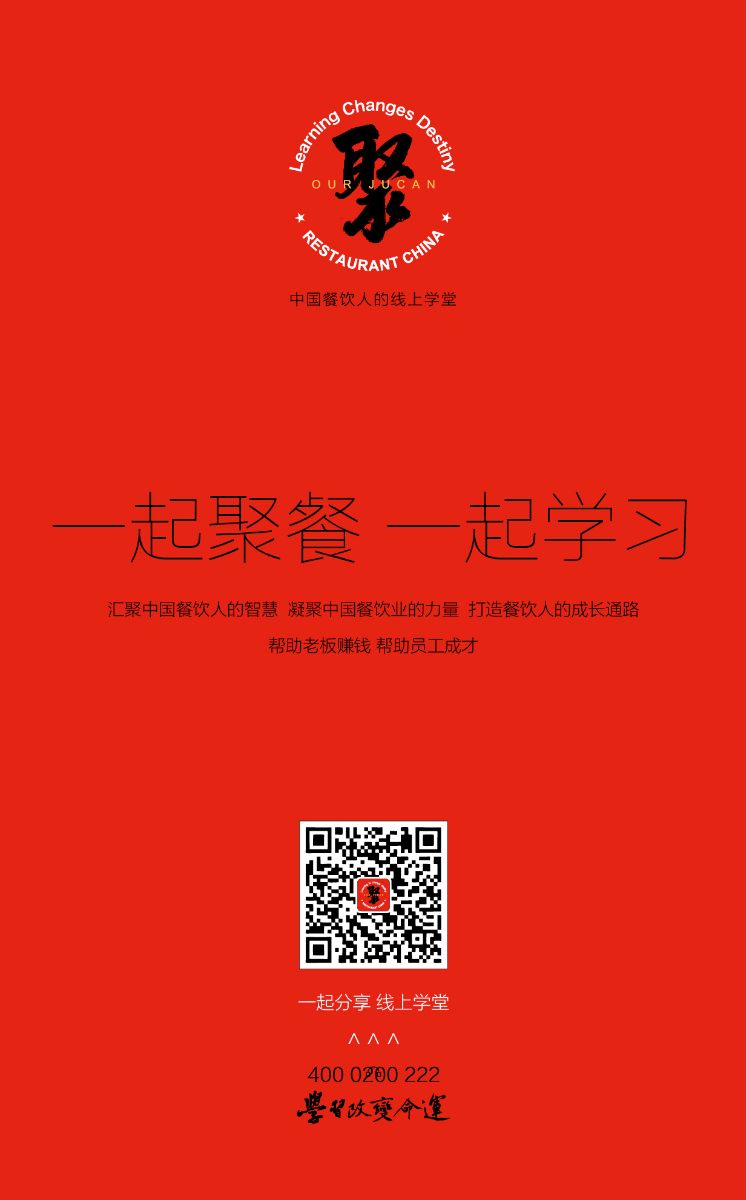 Learning Changes Destiny
聚
OUR JUCAN
★ RESTAURANT CHINA ★
中国餐饮人的线上学堂
一起聚餐 一起学习
汇聚中国餐饮人的智慧 凝聚中国餐饮业的力量 打造餐饮人的成长通路
帮助老板赚钱 帮助员工成才
一起分享 线上学堂
^ ^ ^
400 0200 222
學習改變命運